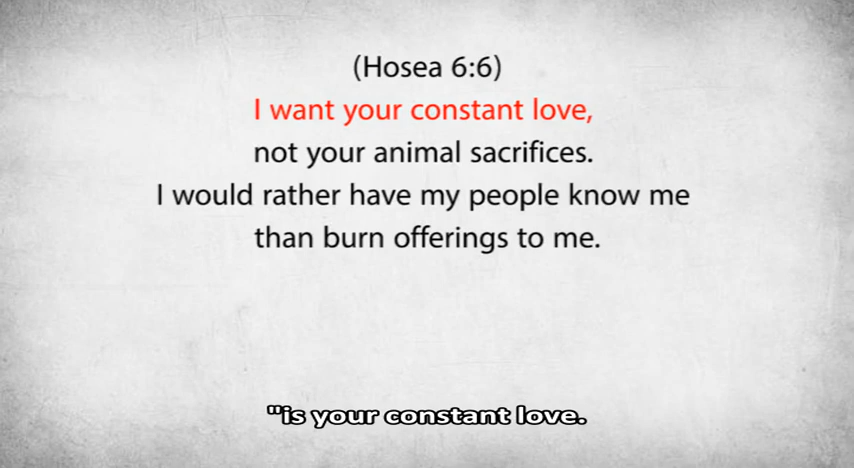 (Hosea 6:6)
I want your constant love,
not your animal sacrifices.
I would rather have my people know me
than burn offerings to me.
"is your constant love.